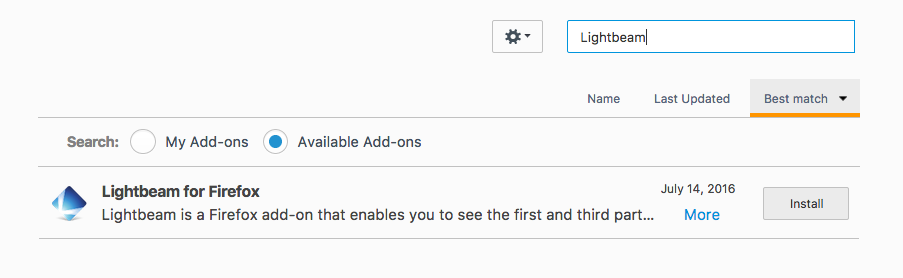 Lightbeam
Name Last Updated Best match
Search: My Add-ons Available Add-ons
Lightbeam for Firefox July 14, 2016
Lightbeam is a Firefox add-on that enables you to see the first and third part... More
Install